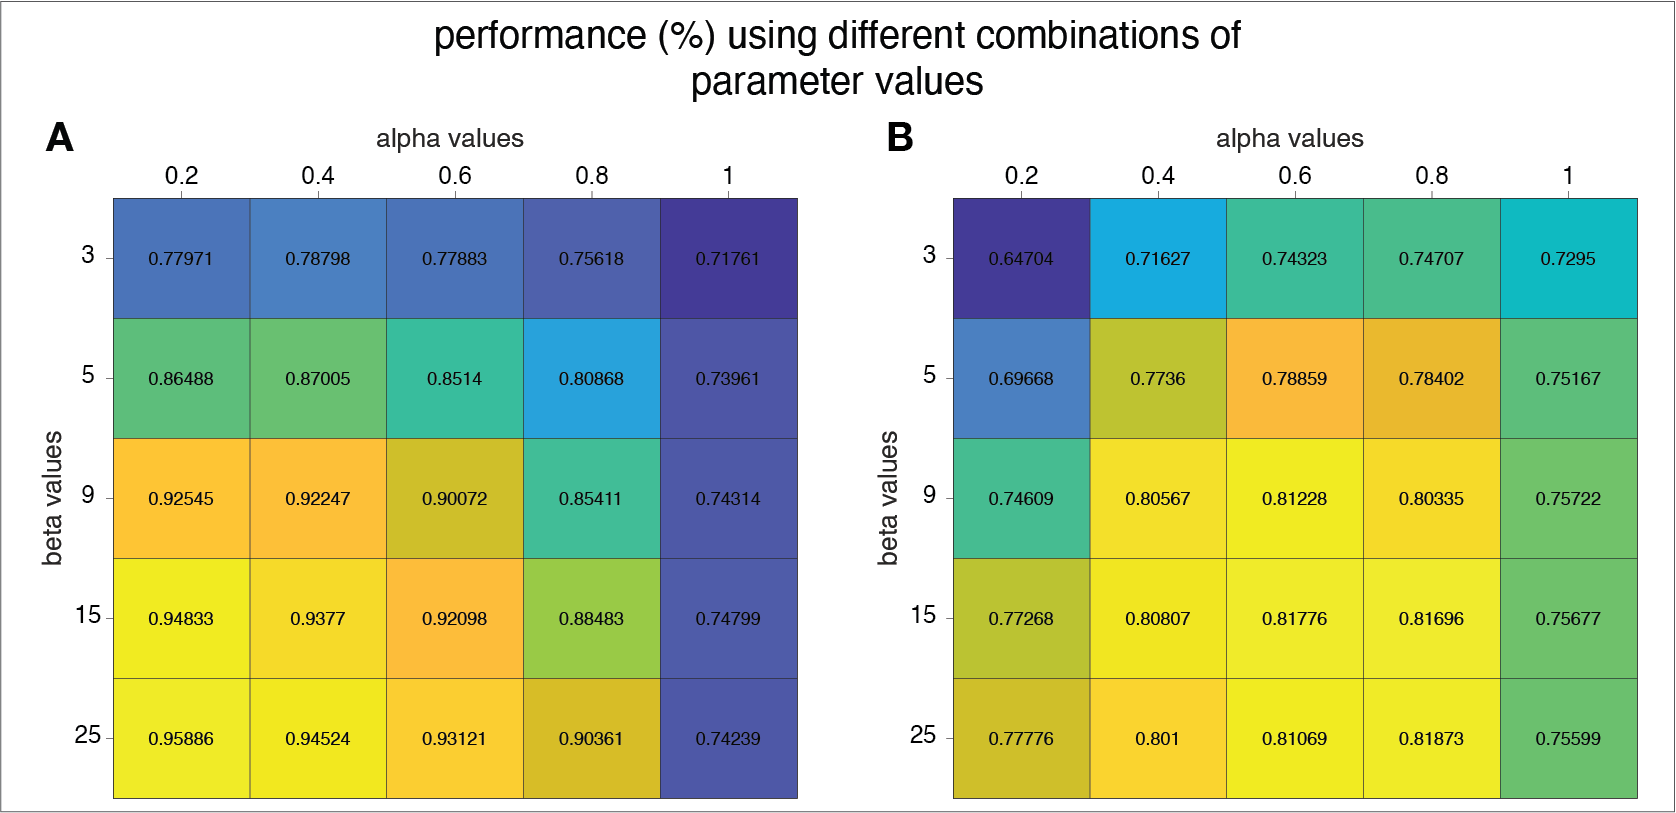 performance (%) using different combinations of
parameter values
A
alpha values
0.2 0.4 0.6 0.8 1
beta values
3 0.77971 0.78798 0.77883 0.75618 0.71761
5 0.86488 0.87005 0.8514 0.80868 0.73961
9 0.92545 0.92247 0.90072 0.85411 0.74314
15 0.94833 0.9377 0.92098 0.88483 0.74799
25 0.95886 0.94524 0.93121 0.90361 0.74239
B
alpha values
0.2 0.4 0.6 0.8 1
beta values
3 0.64704 0.71627 0.74323 0.74707 0.7295
5 0.69668 0.7736 0.78859 0.78402 0.75167
9 0.74609 0.80567 0.81228 0.80335 0.75722
15 0.77268 0.80807 0.81776 0.81696 0.75677
25 0.77776 0.801 0.81069 0.81873 0.75599